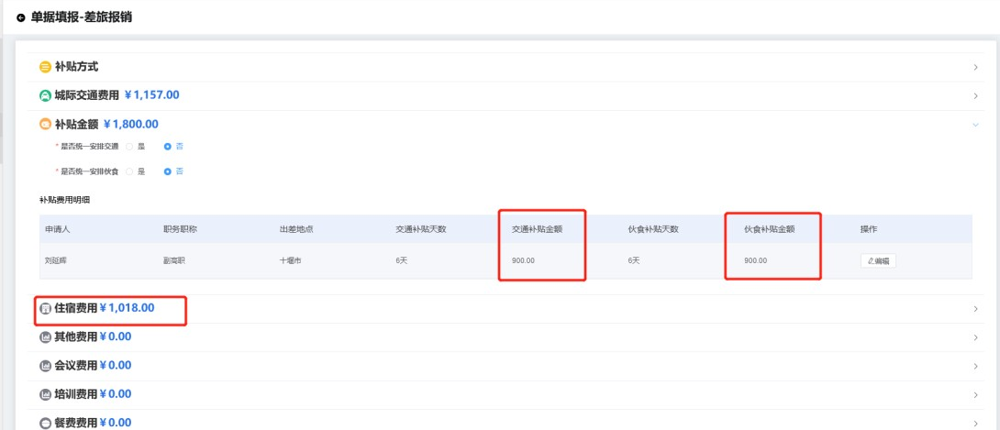 单据填报-差旅报销
补贴方式
城际交通费用 ¥1,157.00
补贴金额 ¥1,800.00
* 是否统一安排交通 是 否
* 是否统一安排伙食 是 否
补贴费用明细
申请人 职务职称 出差地点 交通补贴天数 交通补贴金额 伙食补贴天数 伙食补贴金额 操作
刘延辉 副高职 十堰市 6天 900.00 6天 900.00 编辑
住宿费用 ¥1,018.00
其他费用 ¥0.00
会议费用 ¥0.00
培训费用 ¥0.00
餐费费用 ¥0.00